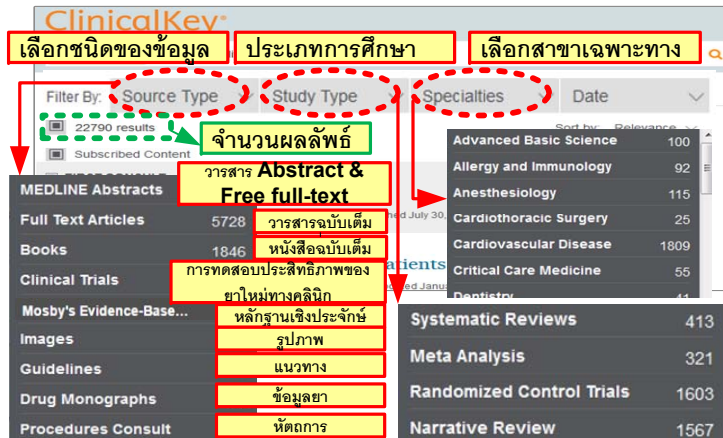 ClinicalKey
เลือกชนิดของข้อมูล
ประเภทการศึกษา
เลือกสาขาเฉพาะทาง
Filter By: Source Type Study Type Specialties Date
22790 results
จำนวนผลลัพธ์
Sort by: Relevance
Subscribed Content
MEDLINE Abstracts
วารสาร Abstract &
Free full-text
Full Text Articles 5728
วารสารฉบับเต็ม
Books 1846
หนังสือฉบับเต็ม
Clinical Trials
การทดสอบประสิทธิภาพของ
ยาใหม่ทางคลินิก
Mosby's Evidence-Base...
หลักฐานเชิงประจักษ์
Images
รูปภาพ
Guidelines
แนวทาง
Drug Monographs
ข้อมูลยา
Procedures Consult
หัตถการ
July 30,
atients
Advanced Basic Science 100
Allergy and Immunology 92
Anesthesiology 115
Cardiothoracic Surgery 25
Cardiovascular Disease 1809
Critical Care Medicine 55
Dentistry 41
Systematic Reviews 413
Meta Analysis 321
Randomized Control Trials 1603
Narrative Review 1567